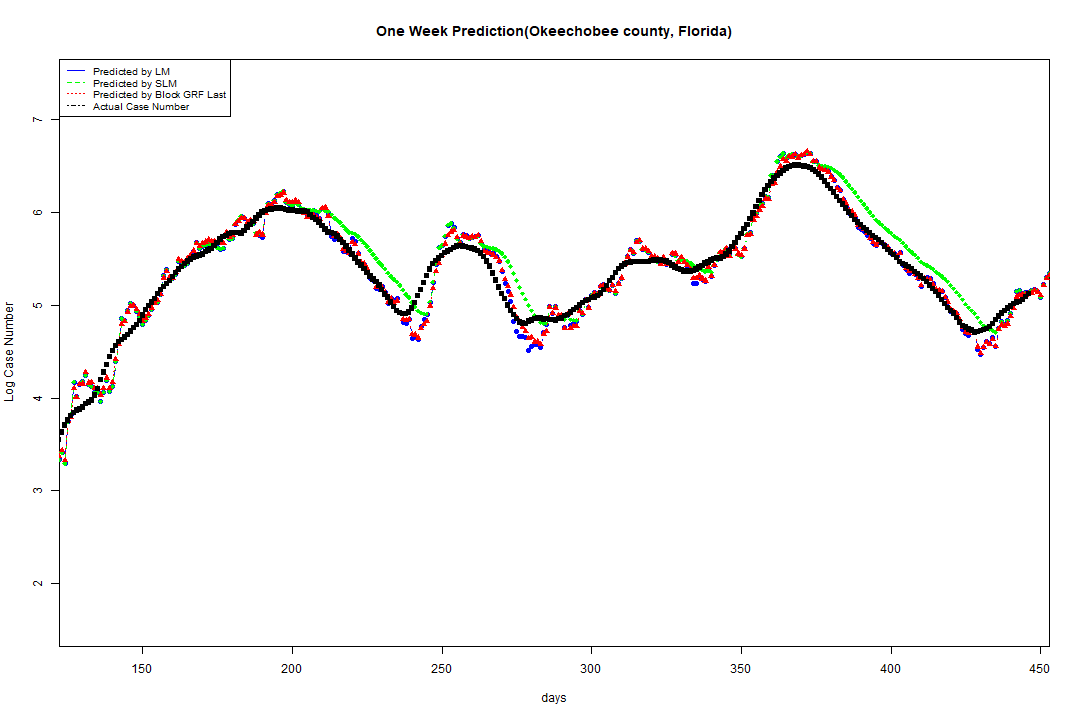 One Week Prediction(Okeechobee county, Florida)
Predicted by LM
Predicted by SLM
Predicted by Block GRF Last
Actual Case Number
7
6
5
4
3
2
Log Case Number
150 200 250 300 350 400 450
days